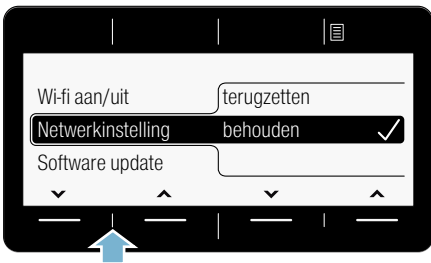 Wi-fi aan/uit terugzetten
Netwerkinstelling behouden
Software update